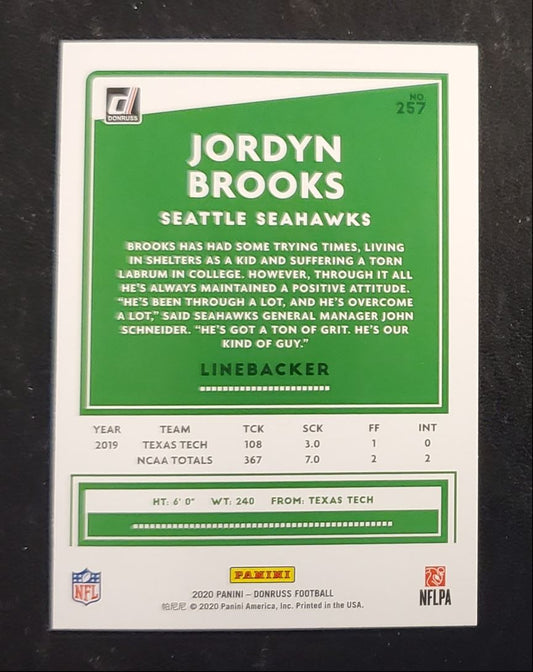 DONRUSS
NO.
257
JORDYN
BROOKS
SEATTLE SEAHAWKS
BROOKS HAS HAD SOME TRYING TIMES, LIVING
IN SHELTERS AS A KID AND SUFFERING A TORN
LABRUM IN COLLEGE. HOWEVER, THROUGH IT ALL
HE'S ALWAYS MAINTAINED A POSITIVE ATTITUDE.
"HE'S BEEN THROUGH A LOT, AND HE'S OVERCOME
A LOT," SAID SEAHAWKS GENERAL MANAGER JOHN
SCHNEIDER. "HE'S GOT A TON OF GRIT. HE'S OUR
KIND OF GUY."
LINEBACKER
YEAR TEAM TCK SCK FF INT
2019 TEXAS TECH 108 3.0 1 0
NCAA TOTALS 367 7.0 2 2
HT: 6' 0" WT: 240 FROM: TEXAS TECH
PANINI
NFL
NFLPA
2020 PANINI – DONRUSS FOOTBALL
帕尼尼 © 2020 Panini America, Inc. Printed in the USA.